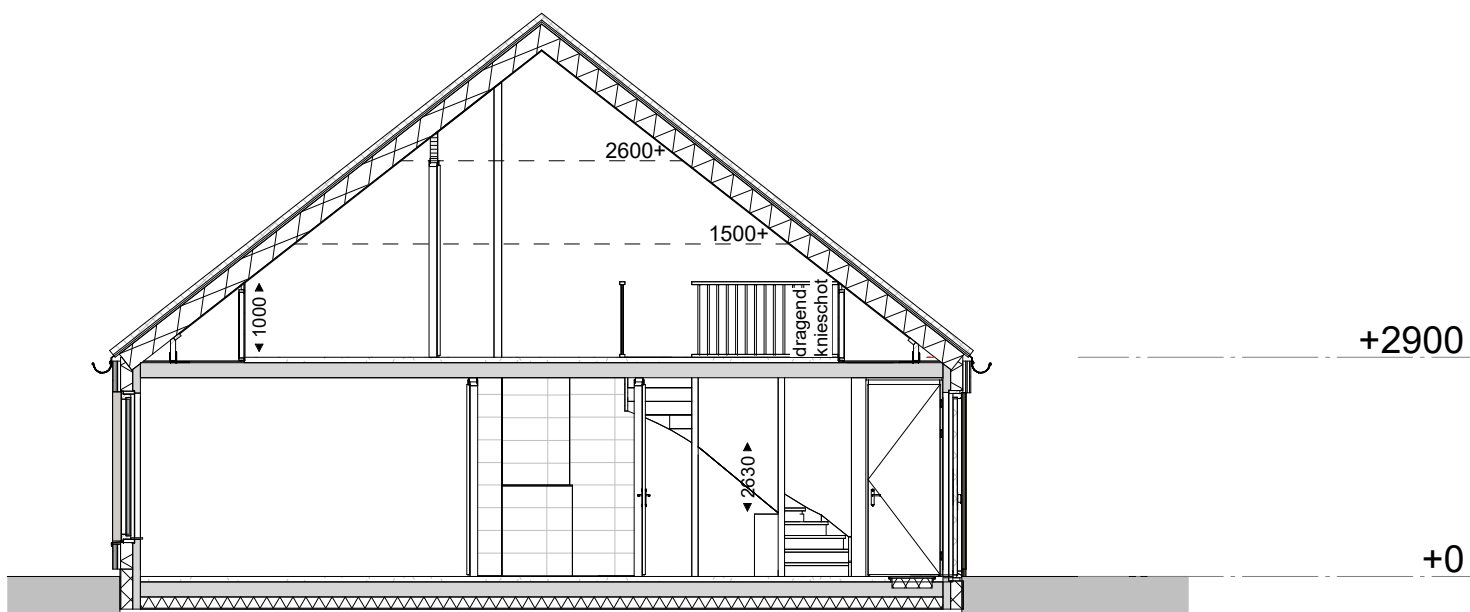 2600+
1500+
◄ 1000 ►
dragend
knieschot
+2900
◄ 2630 ►
+0